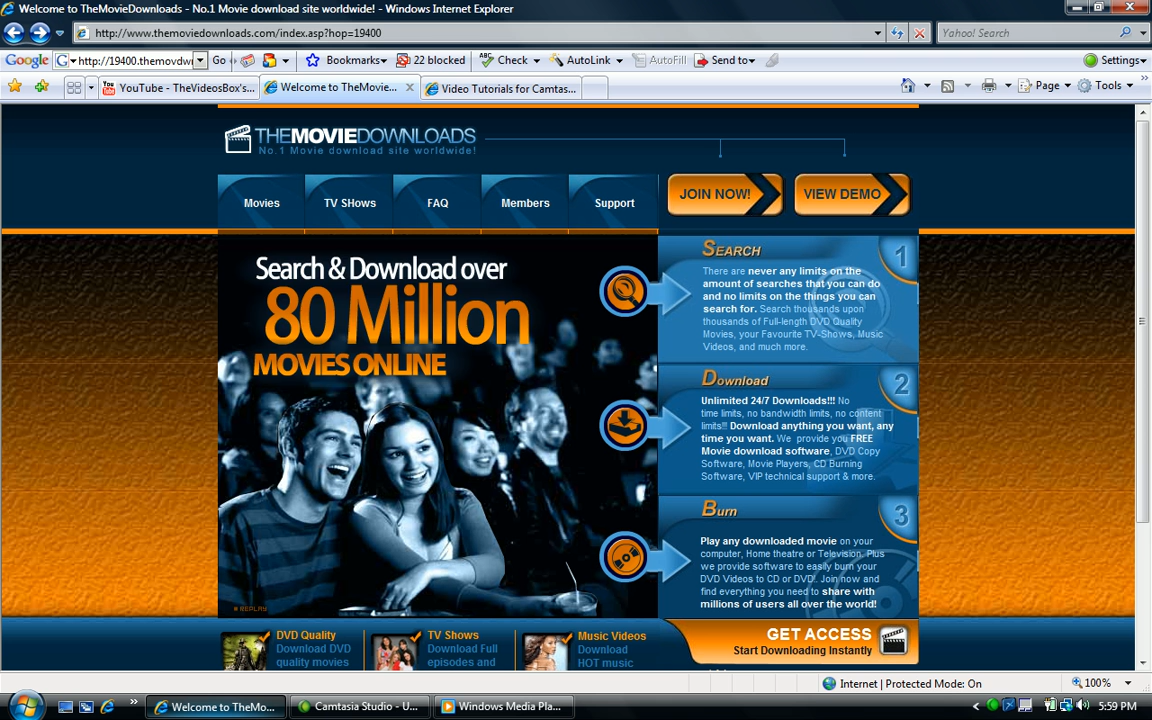 Welcome to TheMovieDownloads - No.1 Movie download site worldwide! - Windows Internet Explorer
http://www.themoviedownloads.com/index.asp?hop=19400
Yahoo! Search
Google
http://19400.themovdwn
Go
Bookmarks
22 blocked
ABC
Check
AutoLink
AutoFill
Send to
Settings
YouTube - TheVideosBox's...
Welcome to TheMovie...
Video Tutorials for Camtas...
Page
Tools
THEMOVIEDOWNLOADS
No.1 Movie download site worldwide!
Movies
TV Shows
FAQ
Members
Support
JOIN NOW!
VIEW DEMO
Search & Download over
80 Million
MOVIES ONLINE
REPLAY
SEARCH
1
There are never any limits on the
amount of searches that you can do
and no limits on the things you can
search for. Search thousands upon
thousands of Full-length DVD Quality
Movies, your Favourite TV-Shows, Music
Videos, and much more.
Download
2
Unlimited 24/7 Downloads!!! No
time limits, no bandwidth limits, no content
limits!! Download anything you want, any
time you want. We provide you FREE
Movie download software, DVD Copy
Software, Movie Players, CD Burning
Software, VIP technical support & more.
Burn
3
Play any downloaded movie on your
computer, Home theatre or Television. Plus
we provide software to easily burn your
DVD Videos to CD or DVD!. Join now and
find everything you need to share with
millions of users all over the world!
GET ACCESS
Start Downloading Instantly
DVD Quality
Download DVD
quality movies
TV Shows
Download Full
episodes and
Music Videos
Download
HOT music
Internet | Protected Mode: On
100%
Welcome to TheMo...
Camtasia Studio - U...
Windows Media Pla...
5:59 PM